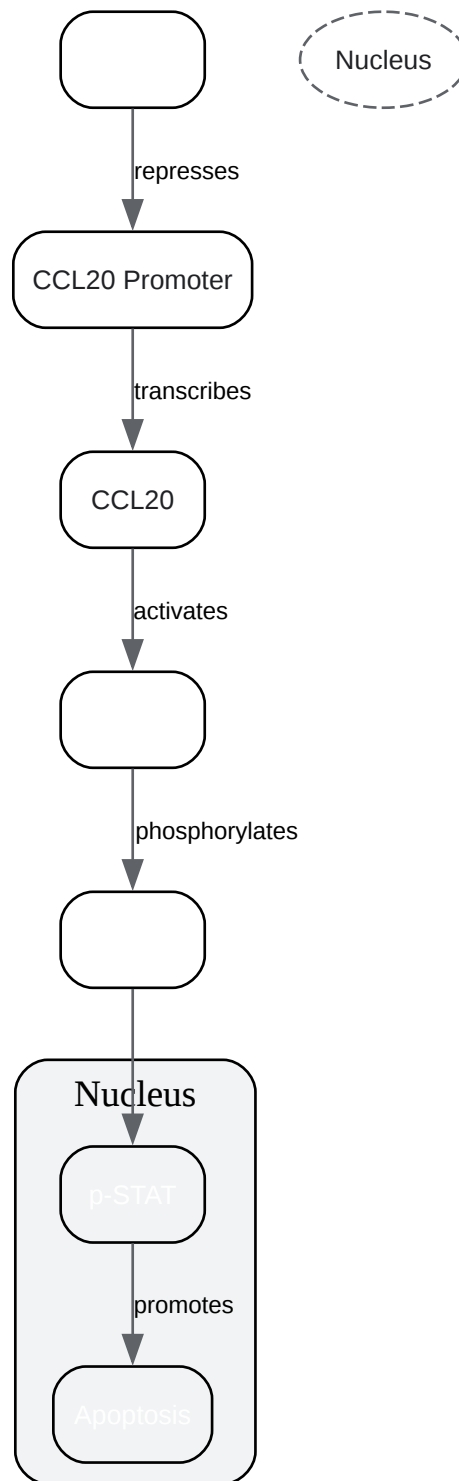 Nucleus
represses
CCL20 Promoter
transcribes
CCL20
activates
phosphorylates
Nucleus
p-STAT
promotes
Apoptosis